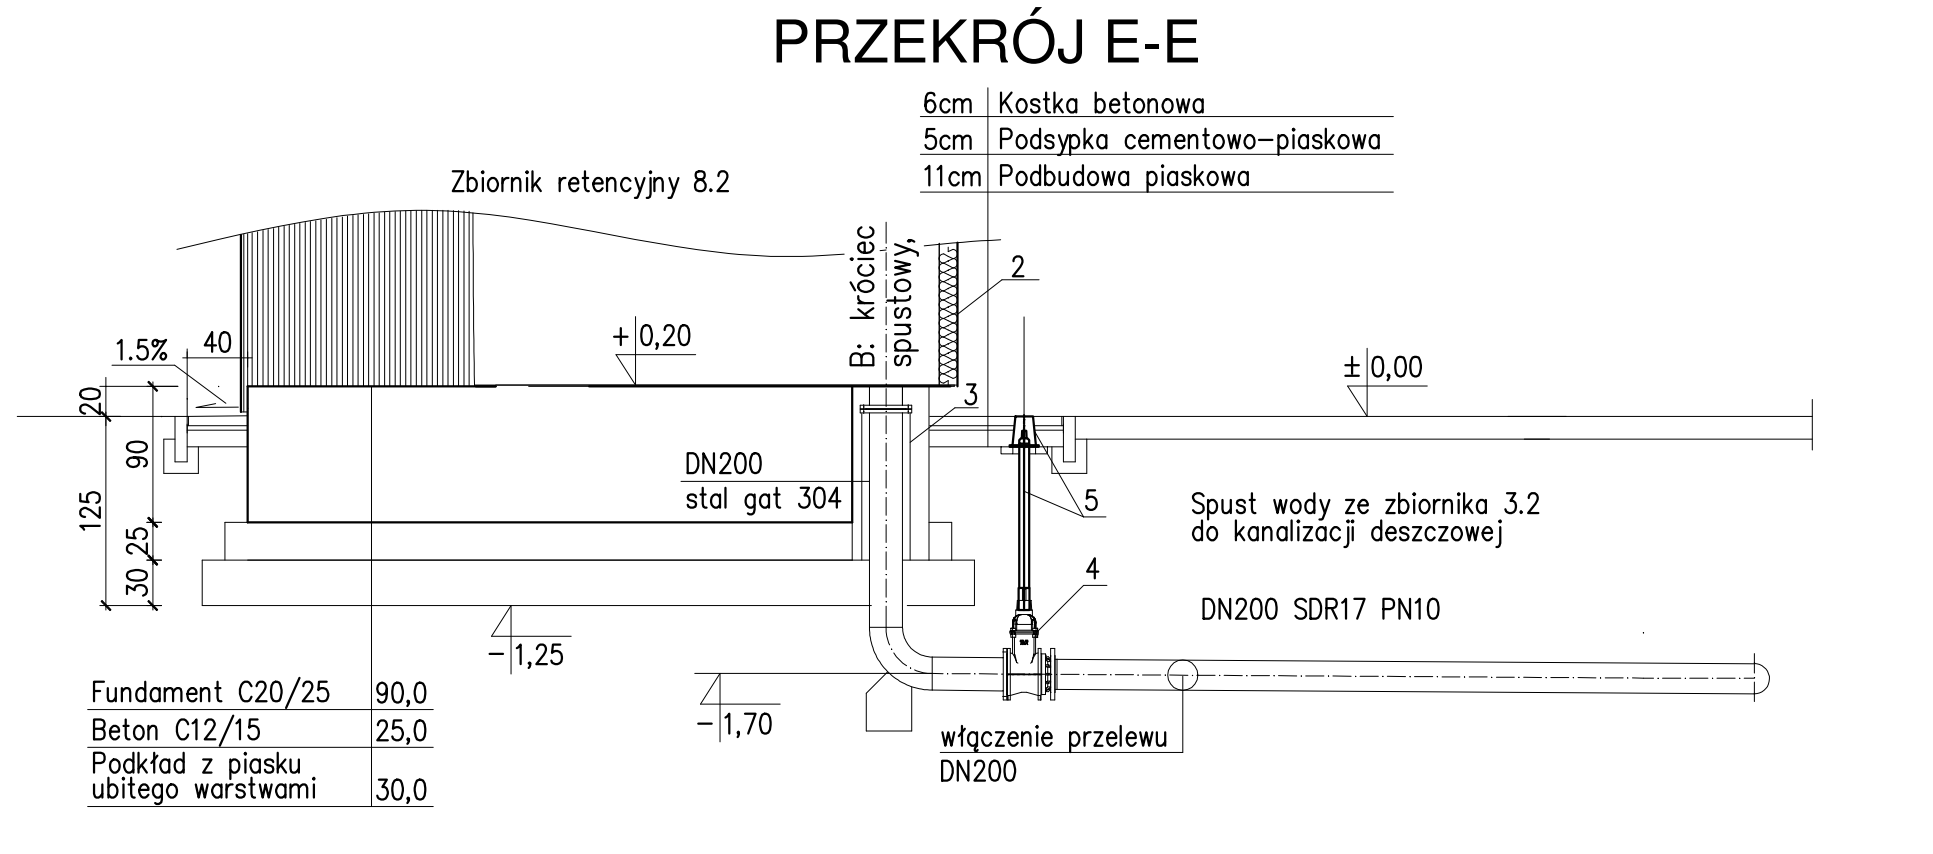 PRZEKRÓJ E-E
6cm Kostka betonowa
5cm Podsypka cementowo-piaskowa
11cm Podbudowa piaskowa
Zbiornik retencyjny 8.2
B: króciec
spustowy,
2
1.5%
40
+0,20
±0,00
3
20
90
125
25
30
DN200
stal gat 304
5
4
Spust wody ze zbiornika 3.2
do kanalizacji deszczowej
DN200 SDR17 PN10
-1,25
-1,70
Fundament C20/25 90,0
Beton C12/15 25,0
Podkład z piasku
ubitego warstwami 30,0
włączenie przelewu
DN200